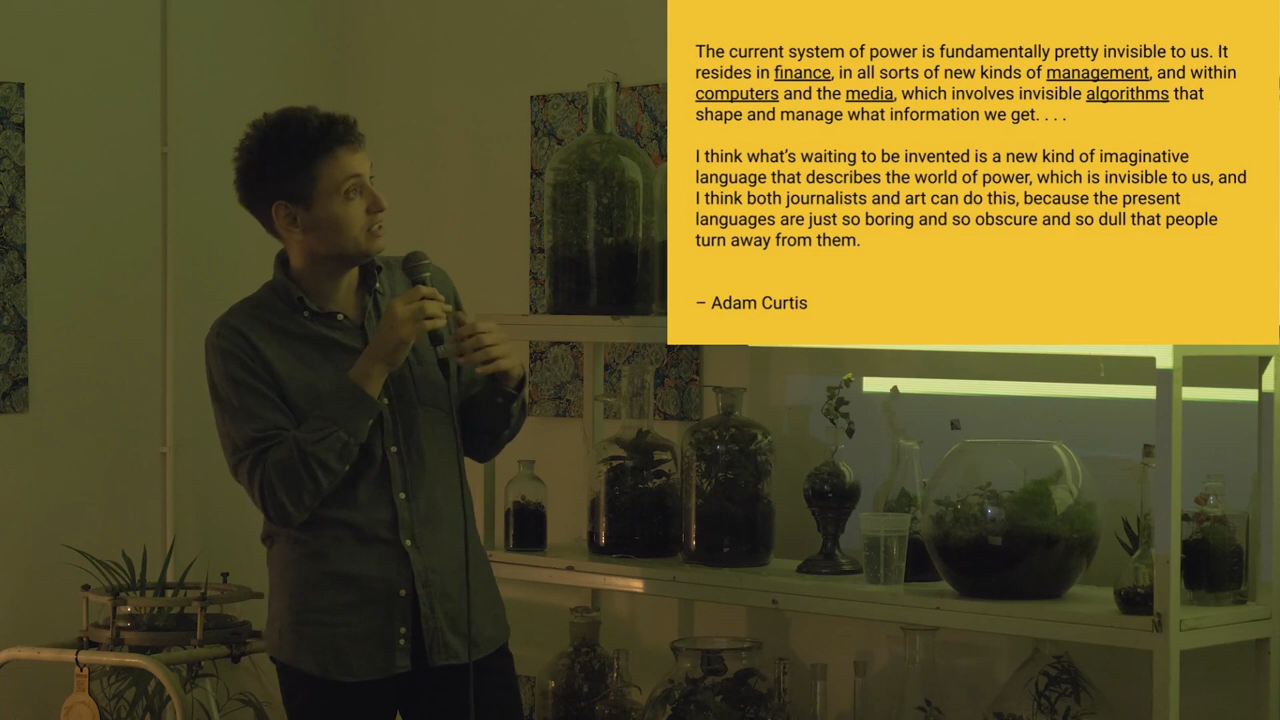 The current system of power is fundamentally pretty invisible to us. It
resides in finance, in all sorts of new kinds of management, and within
computers and the media, which involves invisible algorithms that
shape and manage what information we get. . . .
I think what’s waiting to be invented is a new kind of imaginative
language that describes the world of power, which is invisible to us, and
I think both journalists and art can do this, because the present
languages are just so boring and so obscure and so dull that people
turn away from them.
– Adam Curtis